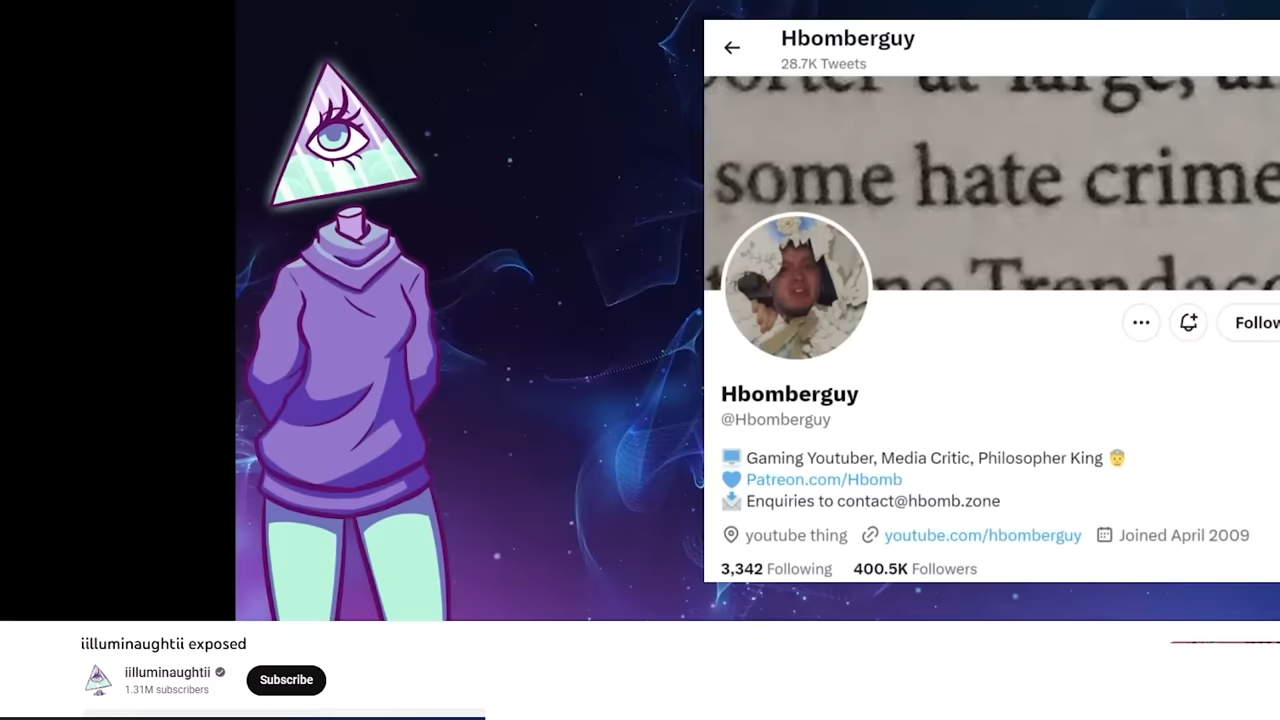 Hbomberguy
28.7K Tweets
some hate crime
Hbomberguy
@Hbomberguy
Gaming Youtuber, Media Critic, Philosopher King
Patreon.com/Hbomb
Enquiries to contact@hbomb.zone
youtube thing youtube.com/hbomberguy Joined April 2009
3,342 Following 400.5K Followers
iilluminaughtii exposed
iilluminaughtii
1.31M subscribers
Subscribe